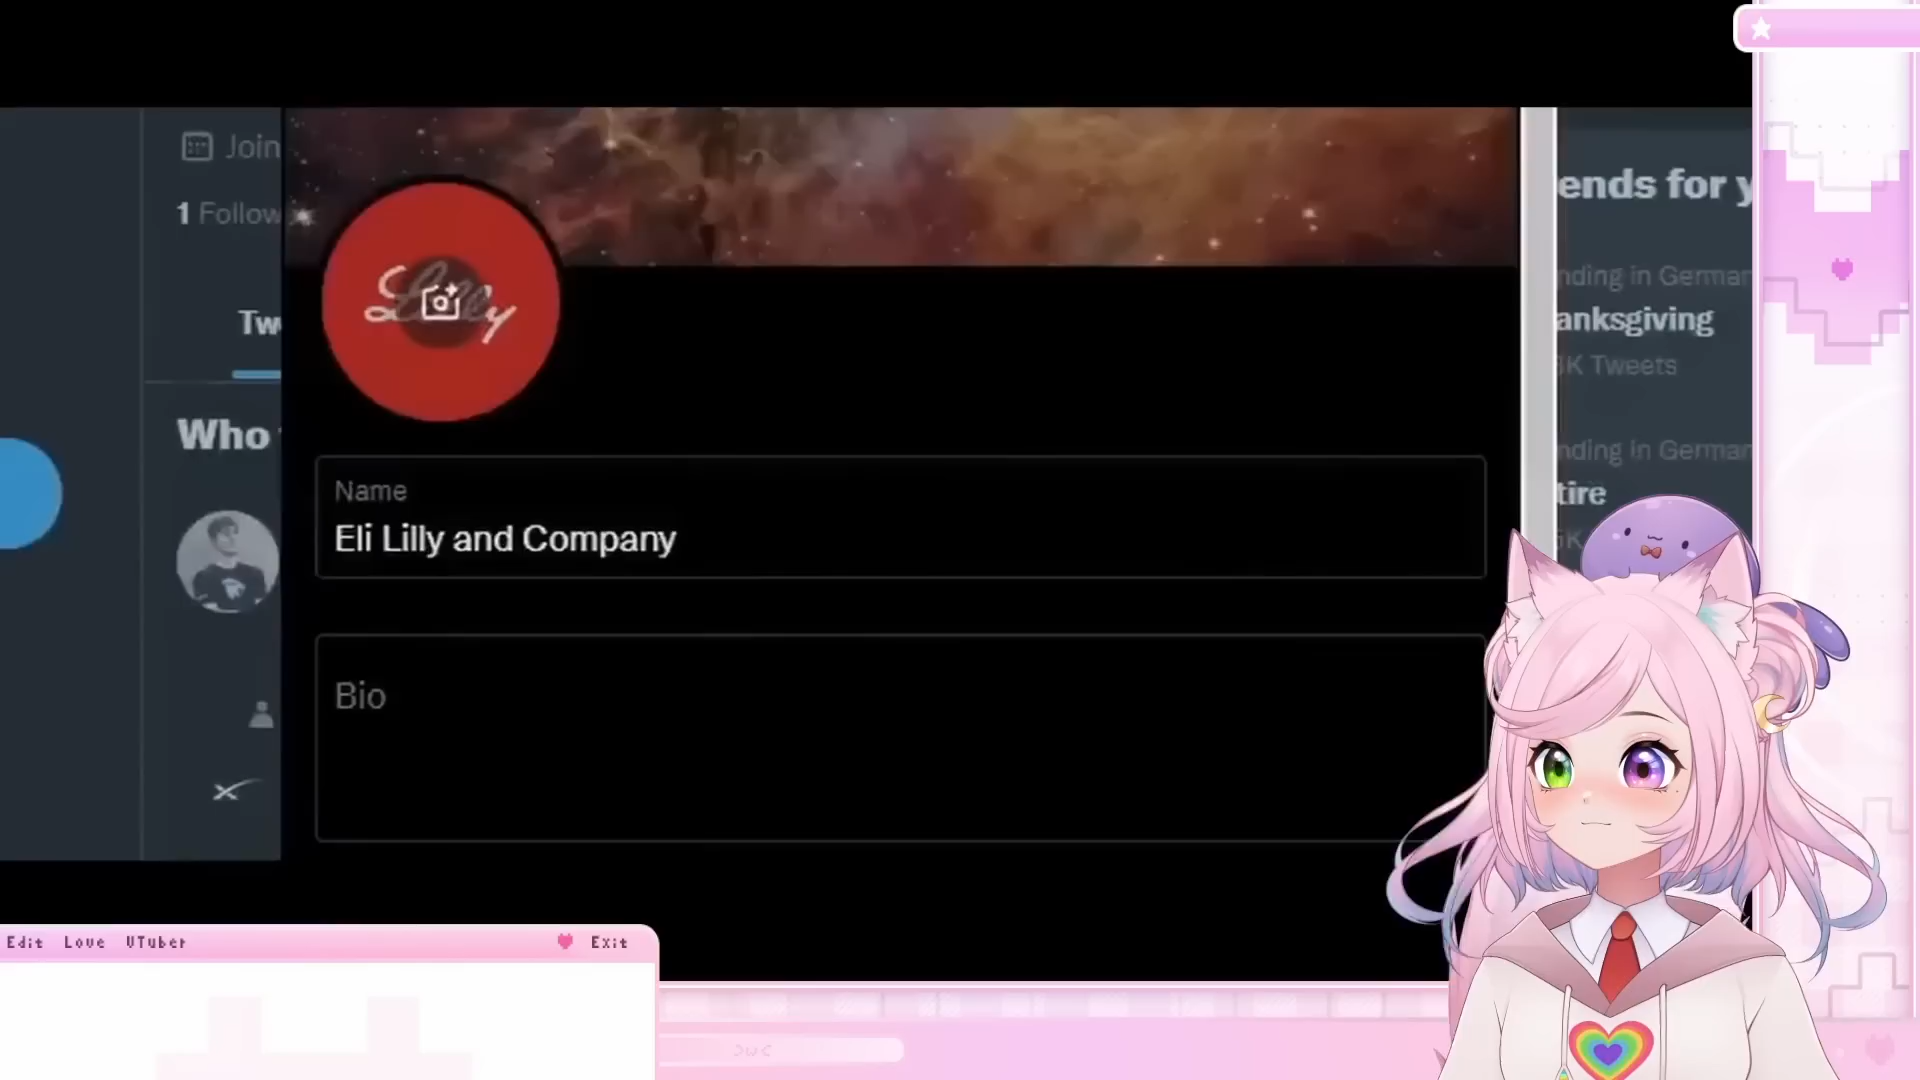 Join
1 Follow
Tw
Who
Lilly
Name
Eli Lilly and Company
Bio
ends for y
nding in German
anksgiving
K Tweets
nding in German
tire
K
Edit Love VTuber Exit